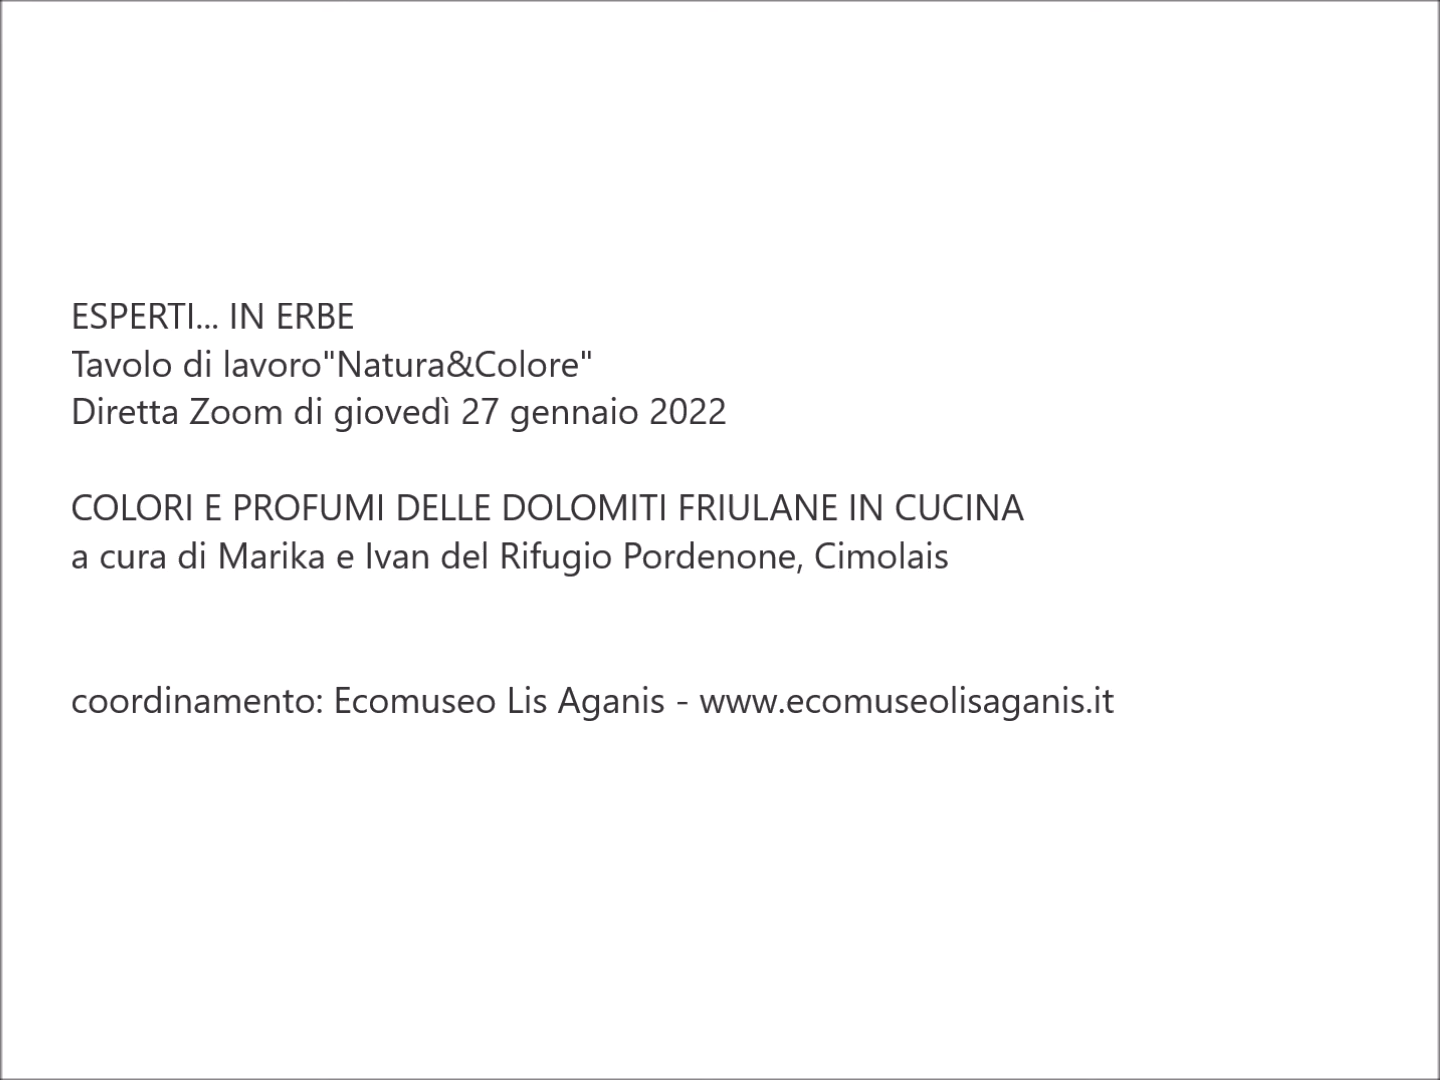 ESPERTI... IN ERBE
Tavolo di lavoro"Natura&Colore"
Diretta Zoom di giovedì 27 gennaio 2022
COLORI E PROFUMI DELLE DOLOMITI FRIULANE IN CUCINA
a cura di Marika e Ivan del Rifugio Pordenone, Cimolais
coordinamento: Ecomuseo Lis Aganis - www.ecomuseolisaganis.it